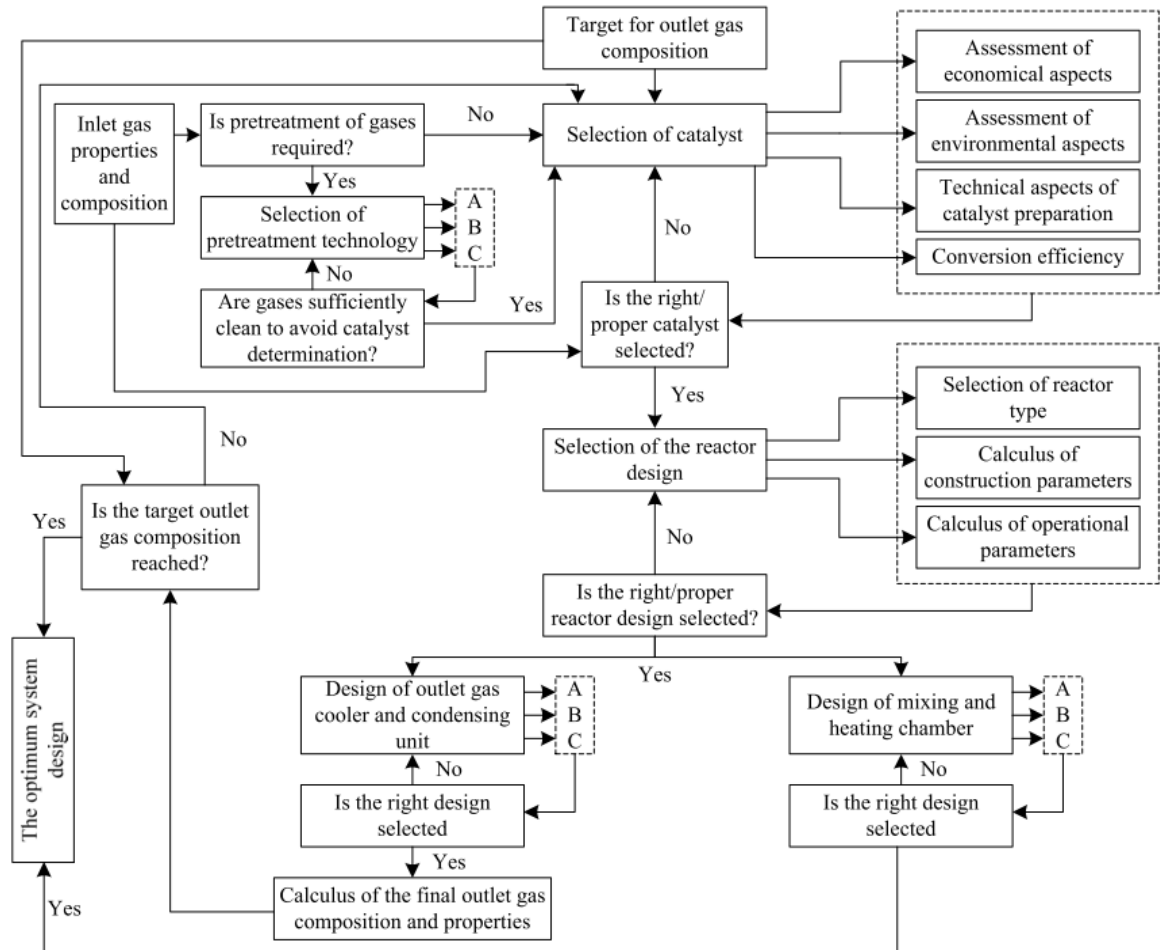 Target for outlet gas
composition
Assessment of
economical aspects
Inlet gas
properties
and
composition
Is pretreatment of gases
required?
No
Selection of catalyst
Assessment of
environmental aspects
Yes
Selection of
pretreatment technology
A
B
C
Technical aspects of
catalyst preparation
No
Conversion efficiency
No
Are gases sufficiently
clean to avoid catalyst
determination?
Yes
Is the right/
proper catalyst
selected?
Yes
Selection of reactor
type
No
Selection of the reactor
design
Calculus of
construction parameters
Calculus of operational
parameters
Yes
Is the target outlet
gas composition
reached?
No
Is the right/proper
reactor design selected?
Yes
The optimum system
design
Design of outlet gas
cooler and condensing
unit
A
B
C
Design of mixing and
heating chamber
A
B
C
No
No
Is the right design
selected
Is the right design
selected
Yes
Calculus of the final outlet gas
composition and properties
Yes